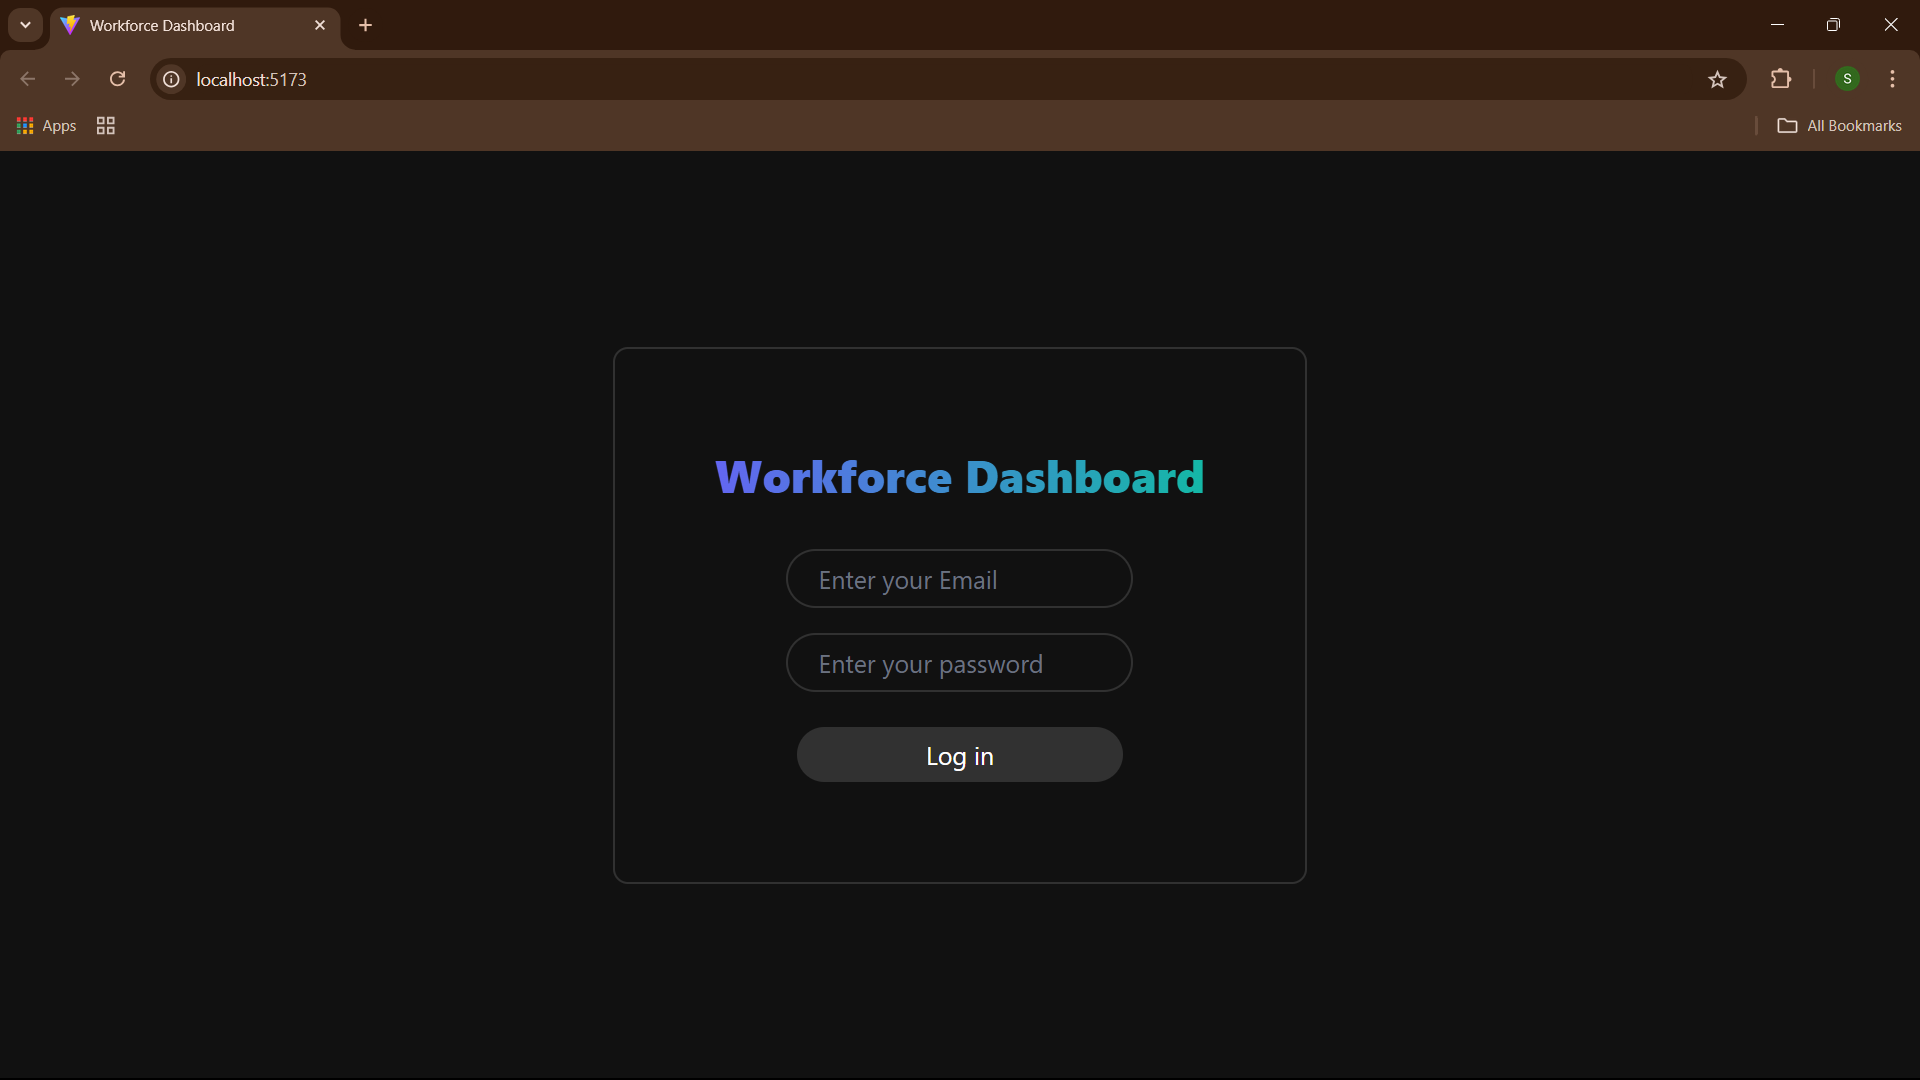 Workforce Dashboard
localhost:5173
S
Apps
All Bookmarks
Workforce Dashboard
Enter your Email
Enter your password
Log in